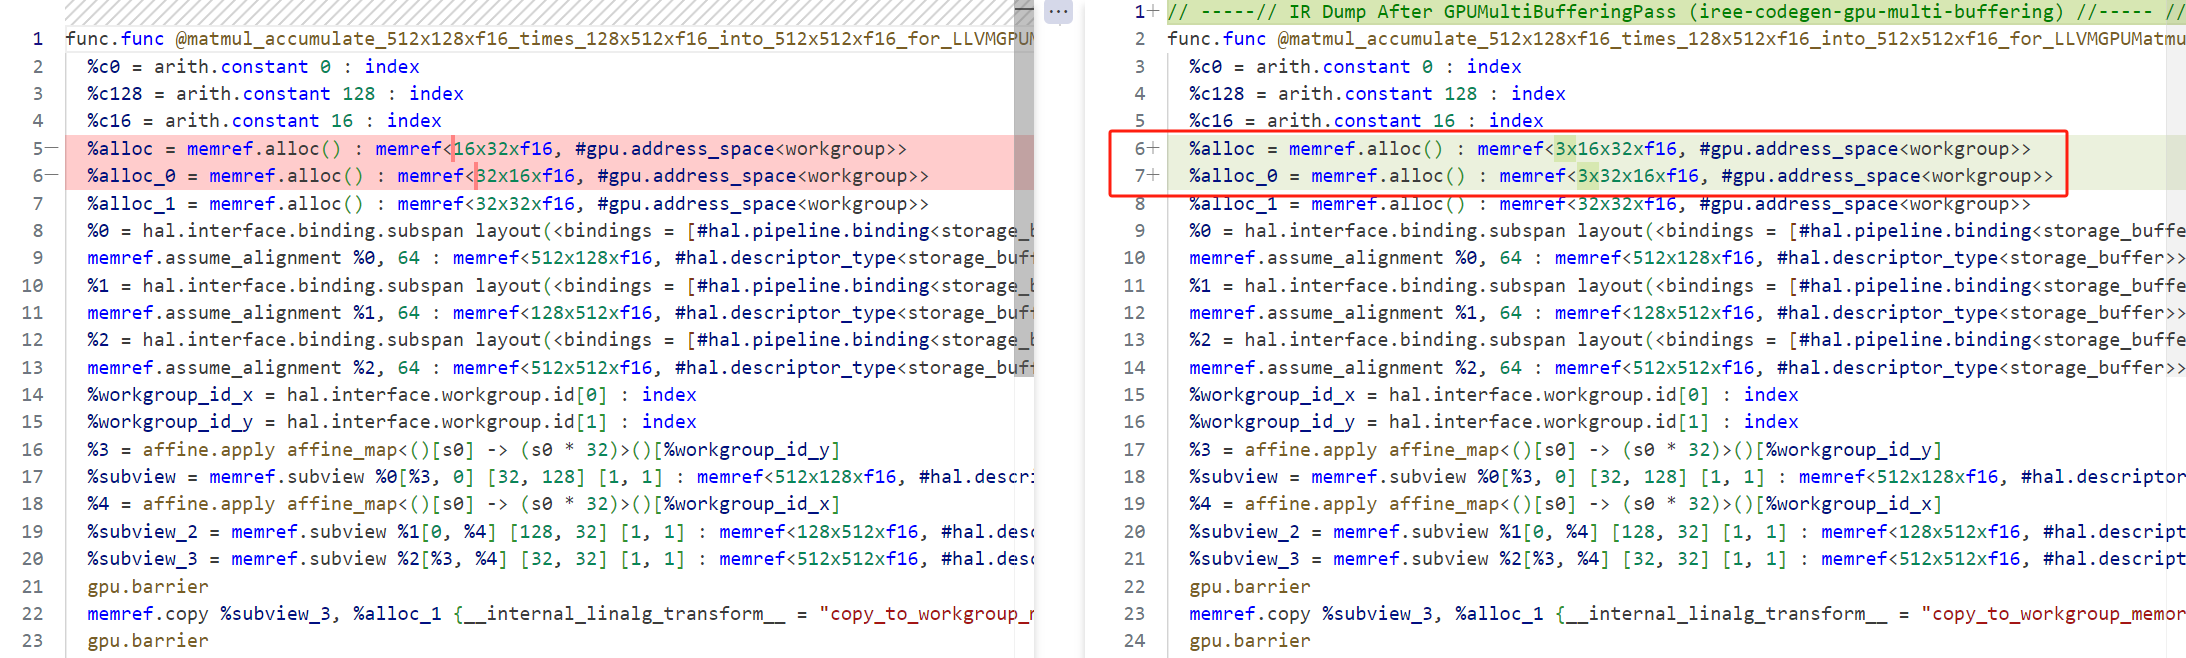 1 func.func @matmul_accumulate_512x128xf16_times_128x512xf16_into_512x512xf16_for_LLVMGPUM
2 %c0 = arith.constant 0 : index
3 %c128 = arith.constant 128 : index
4 %c16 = arith.constant 16 : index
5— %alloc = memref.alloc() : memref<16x32xf16, #gpu.address_space<workgroup>>
6— %alloc_0 = memref.alloc() : memref<32x16xf16, #gpu.address_space<workgroup>>
7 %alloc_1 = memref.alloc() : memref<32x32xf16, #gpu.address_space<workgroup>>
8 %0 = hal.interface.binding.subspan layout(<bindings = [#hal.pipeline.binding<storage_b
9 memref.assume_alignment %0, 64 : memref<512x128xf16, #hal.descriptor_type<storage_buff
10 %1 = hal.interface.binding.subspan layout(<bindings = [#hal.pipeline.binding<storage_b
11 memref.assume_alignment %1, 64 : memref<128x512xf16, #hal.descriptor_type<storage_buff
12 %2 = hal.interface.binding.subspan layout(<bindings = [#hal.pipeline.binding<storage_b
13 memref.assume_alignment %2, 64 : memref<512x512xf16, #hal.descriptor_type<storage_buff
14 %workgroup_id_x = hal.interface.workgroup.id[0] : index
15 %workgroup_id_y = hal.interface.workgroup.id[1] : index
16 %3 = affine.apply affine_map<()[s0] -> (s0 * 32)>()[%workgroup_id_y]
17 %subview = memref.subview %0[%3, 0] [32, 128] [1, 1] : memref<512x128xf16, #hal.descri
18 %4 = affine.apply affine_map<()[s0] -> (s0 * 32)>()[%workgroup_id_x]
19 %subview_2 = memref.subview %1[0, %4] [128, 32] [1, 1] : memref<128x512xf16, #hal.desc
20 %subview_3 = memref.subview %2[%3, %4] [32, 32] [1, 1] : memref<512x512xf16, #hal.desc
21 gpu.barrier
22 memref.copy %subview_3, %alloc_1 {__internal_linalg_transform__ = "copy_to_workgroup_m
23 gpu.barrier
1+ // -----// IR Dump After GPUMultiBufferingPass (iree-codegen-gpu-multi-buffering) //----- //
2 func.func @matmul_accumulate_512x128xf16_times_128x512xf16_into_512x512xf16_for_LLVMGPUMatmu
3 %c0 = arith.constant 0 : index
4 %c128 = arith.constant 128 : index
5 %c16 = arith.constant 16 : index
6+ %alloc = memref.alloc() : memref<3x16x32xf16, #gpu.address_space<workgroup>>
7+ %alloc_0 = memref.alloc() : memref<3x32x16xf16, #gpu.address_space<workgroup>>
8 %alloc_1 = memref.alloc() : memref<32x32xf16, #gpu.address_space<workgroup>>
9 %0 = hal.interface.binding.subspan layout(<bindings = [#hal.pipeline.binding<storage_buffe
10 memref.assume_alignment %0, 64 : memref<512x128xf16, #hal.descriptor_type<storage_buffer>>
11 %1 = hal.interface.binding.subspan layout(<bindings = [#hal.pipeline.binding<storage_buffe
12 memref.assume_alignment %1, 64 : memref<128x512xf16, #hal.descriptor_type<storage_buffer>>
13 %2 = hal.interface.binding.subspan layout(<bindings = [#hal.pipeline.binding<storage_buffe
14 memref.assume_alignment %2, 64 : memref<512x512xf16, #hal.descriptor_type<storage_buffer>>
15 %workgroup_id_x = hal.interface.workgroup.id[0] : index
16 %workgroup_id_y = hal.interface.workgroup.id[1] : index
17 %3 = affine.apply affine_map<()[s0] -> (s0 * 32)>()[%workgroup_id_y]
18 %subview = memref.subview %0[%3, 0] [32, 128] [1, 1] : memref<512x128xf16, #hal.descriptor
19 %4 = affine.apply affine_map<()[s0] -> (s0 * 32)>()[%workgroup_id_x]
20 %subview_2 = memref.subview %1[0, %4] [128, 32] [1, 1] : memref<128x512xf16, #hal.descript
21 %subview_3 = memref.subview %2[%3, %4] [32, 32] [1, 1] : memref<512x512xf16, #hal.descript
22 gpu.barrier
23 memref.copy %subview_3, %alloc_1 {__internal_linalg_transform__ = "copy_to_workgroup_memor
24 gpu.barrier